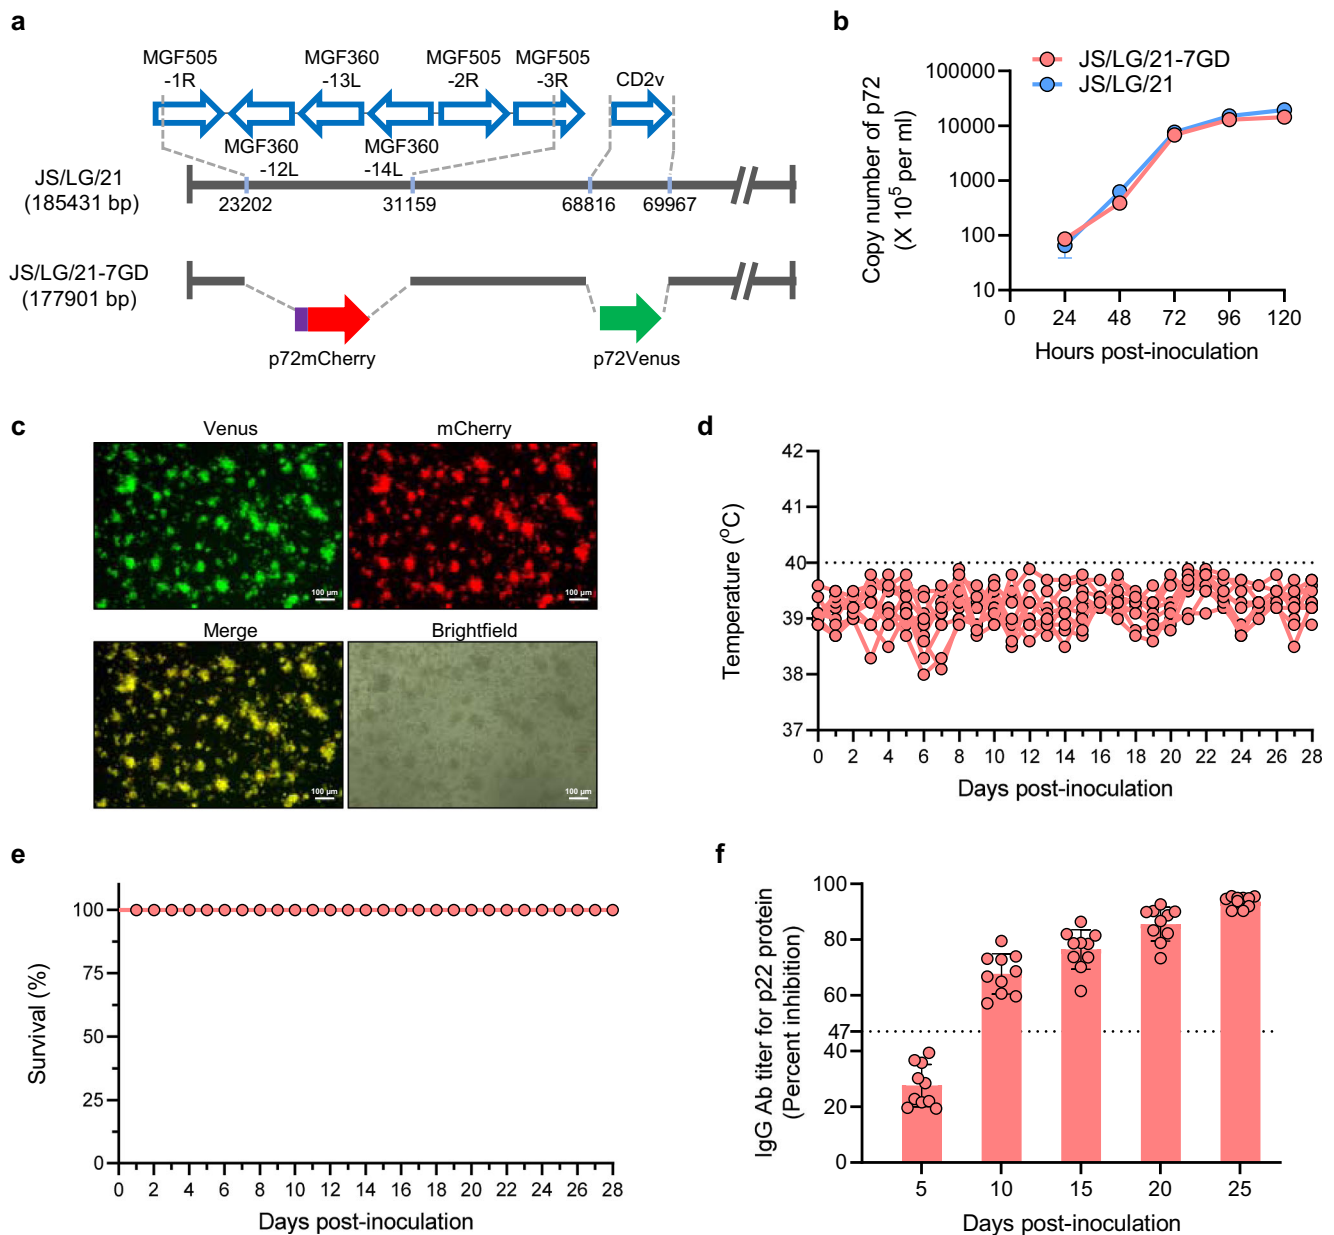 a
MGF505
-1R
MGF360
-13L
MGF505
-2R
MGF505
-3R
CD2v
MGF360
-12L
MGF360
-14L
JS/LG/21
(185431 bp)
23202
31159
68816
69967
JS/LG/21-7GD
(177901 bp)
p72mCherry
p72Venus
b
JS/LG/21-7GD
JS/LG/21
Copy number of p72
(X 10⁵ per ml)
100000
10000
1000
100
10
0 24 48 72 96 120
Hours post-inoculation
c
Venus
mCherry
100 µm
100 µm
Merge
Brightfield
100 µm
100 µm
d
Temperature (⁰C)
42
41
40
39
38
37
0 2 4 6 8 10 12 14 16 18 20 22 24 26 28
Days post-inoculation
e
Survival (%)
100
75
50
25
0
0 2 4 6 8 10 12 14 16 18 20 22 24 26 28
Days post-inoculation
f
IgG Ab titer for p22 protein
(Percent inhibition)
100
80
60
47
40
20
0
5 10 15 20 25
Days post-inoculation